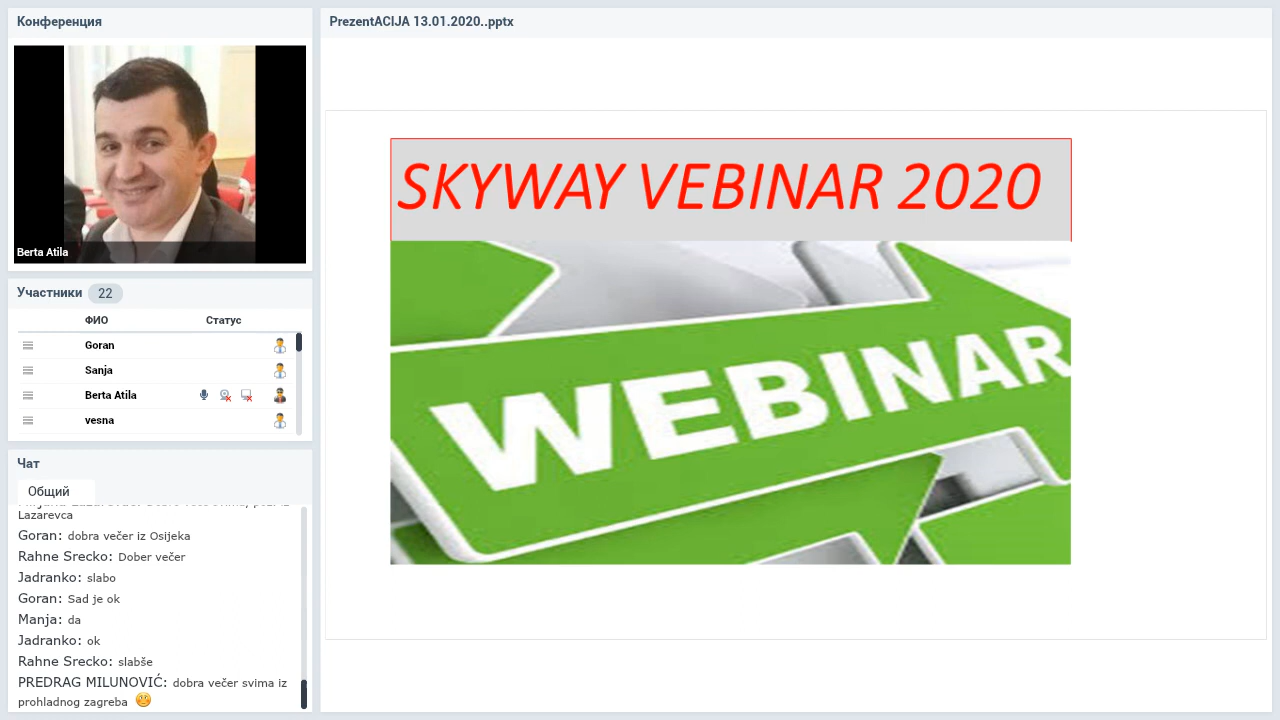 Конференция
Berta Atila
Участники 22
ФИО Статус
Goran
Sanja
Berta Atila
vesna
Чат
Общий
Lazarevca
Goran: dobra večer iz Osijeka
Rahne Srecko: Dober večer
Jadranko: slabo
Goran: Sad je ok
Manja: da
Jadranko: ok
Rahne Srecko: slabše
PREDRAG MILUNOVIĆ: dobra večer svima iz
prohladnog zagreba
PrezentACIJA 13.01.2020..pptx
SKYWAY VEBINAR 2020
WEBINAR